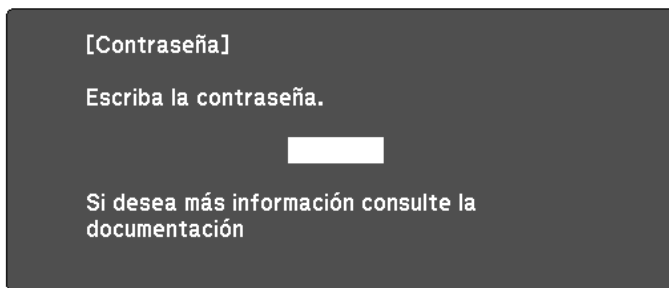 [Contraseña]
Escriba la contraseña.
Si desea más información consulte la
documentación